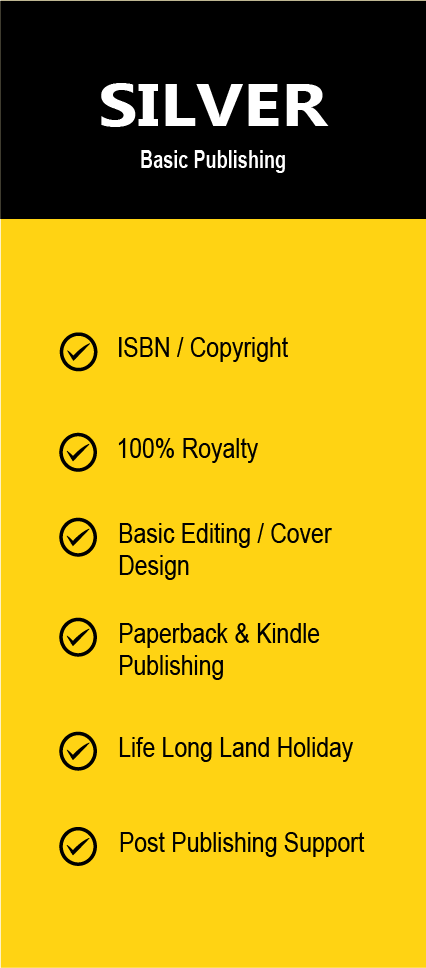 SILVER
Basic Publishing
ISBN / Copyright
100% Royalty
Basic Editing / Cover
Design
Paperback & Kindle
Publishing
Life Long Land Holiday
Post Publishing Support